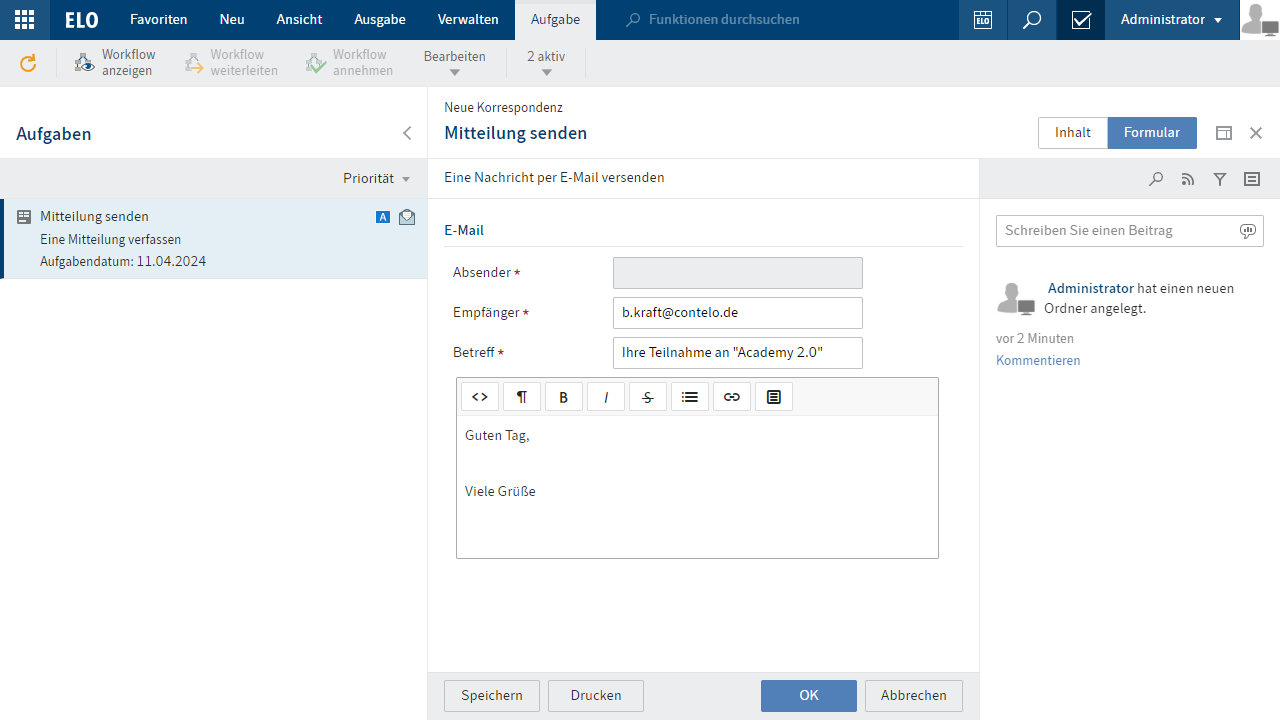 ELO Favoriten Neu Ansicht Ausgabe Verwalten Aufgabe Funktionen durchsuchen ELO Administrator
Workflow anzeigen
Workflow weiterleiten
Workflow annehmen
Bearbeiten
2 aktiv
Aufgaben
Priorität
Mitteilung senden A
Eine Mitteilung verfassen
Aufgabendatum: 11.04.2024
Neue Korrespondenz
Mitteilung senden
Inhalt Formular
Eine Nachricht per E-Mail versenden
E-Mail
Absender *
Empfänger * b.kraft@contelo.de
Betreff * Ihre Teilnahme an "Academy 2.0"
<> ¶ B I S
Guten Tag,
Viele Grüße
Speichern Drucken OK Abbrechen
Schreiben Sie einen Beitrag
Administrator hat einen neuen
Ordner angelegt.
vor 2 Minuten
Kommentieren